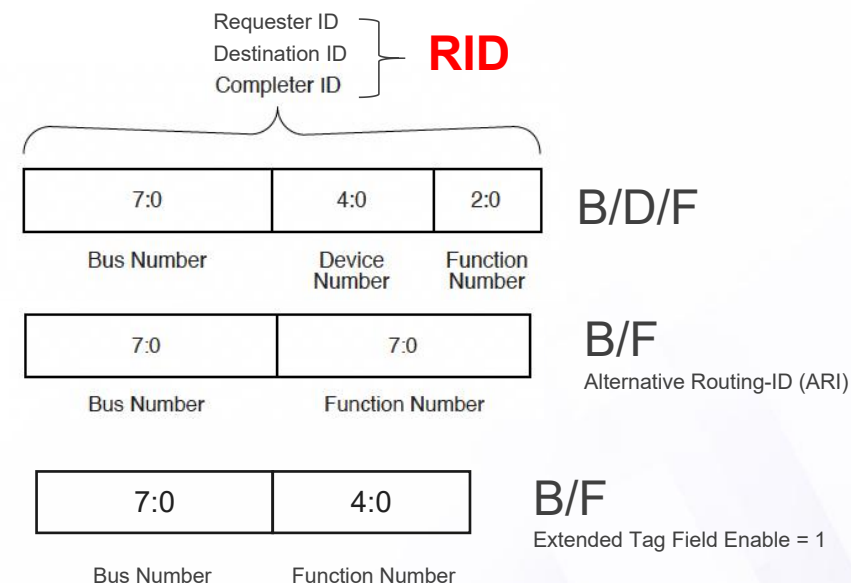 Requester ID
Destination ID
Completer ID
RID
7:0 4:0 2:0
B/D/F
Bus Number Device Number Function Number
7:0 7:0
B/F
Alternative Routing-ID (ARI)
Bus Number Function Number
7:0 4:0
B/F
Extended Tag Field Enable = 1
Bus Number Function Number